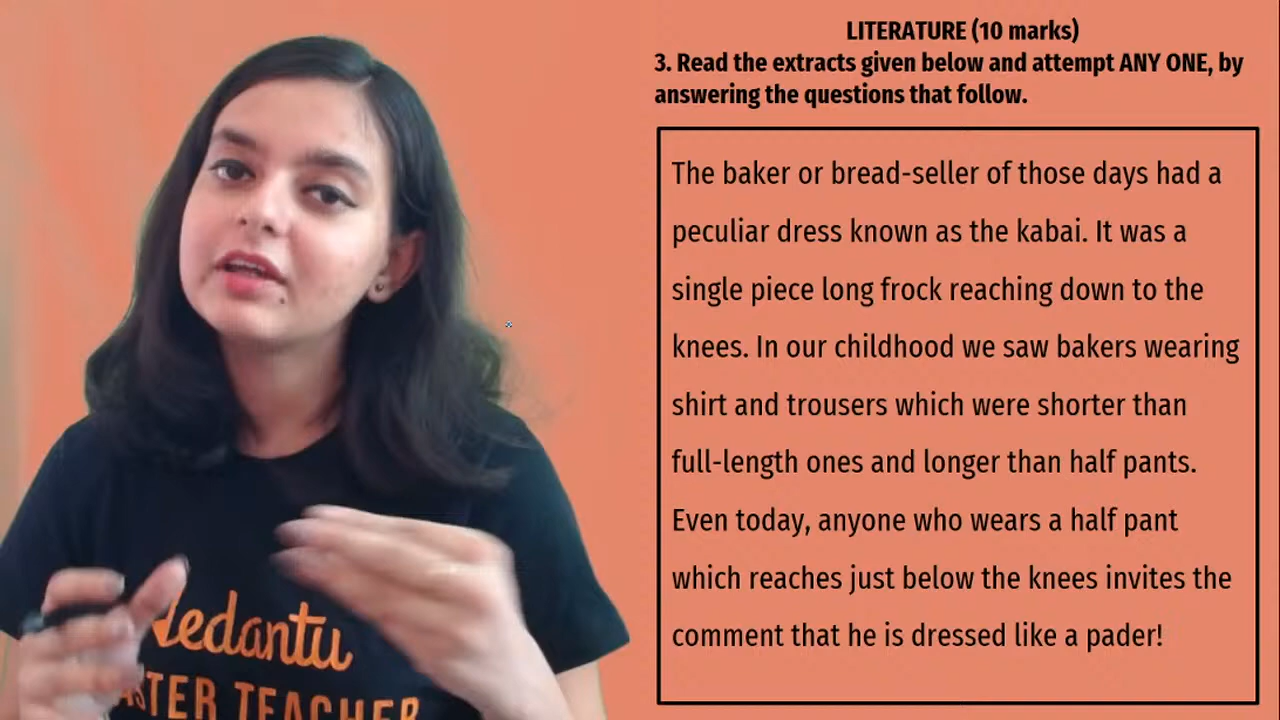 LITERATURE (10 marks)
3. Read the extracts given below and attempt ANY ONE, by
answering the questions that follow.
The baker or bread-seller of those days had a
peculiar dress known as the kabai. It was a
single piece long frock reaching down to the
knees. In our childhood we saw bakers wearing
shirt and trousers which were shorter than
full-length ones and longer than half pants.
Even today, anyone who wears a half pant
which reaches just below the knees invites the
comment that he is dressed like a pader!
Vedantu
MASTER TEACHER